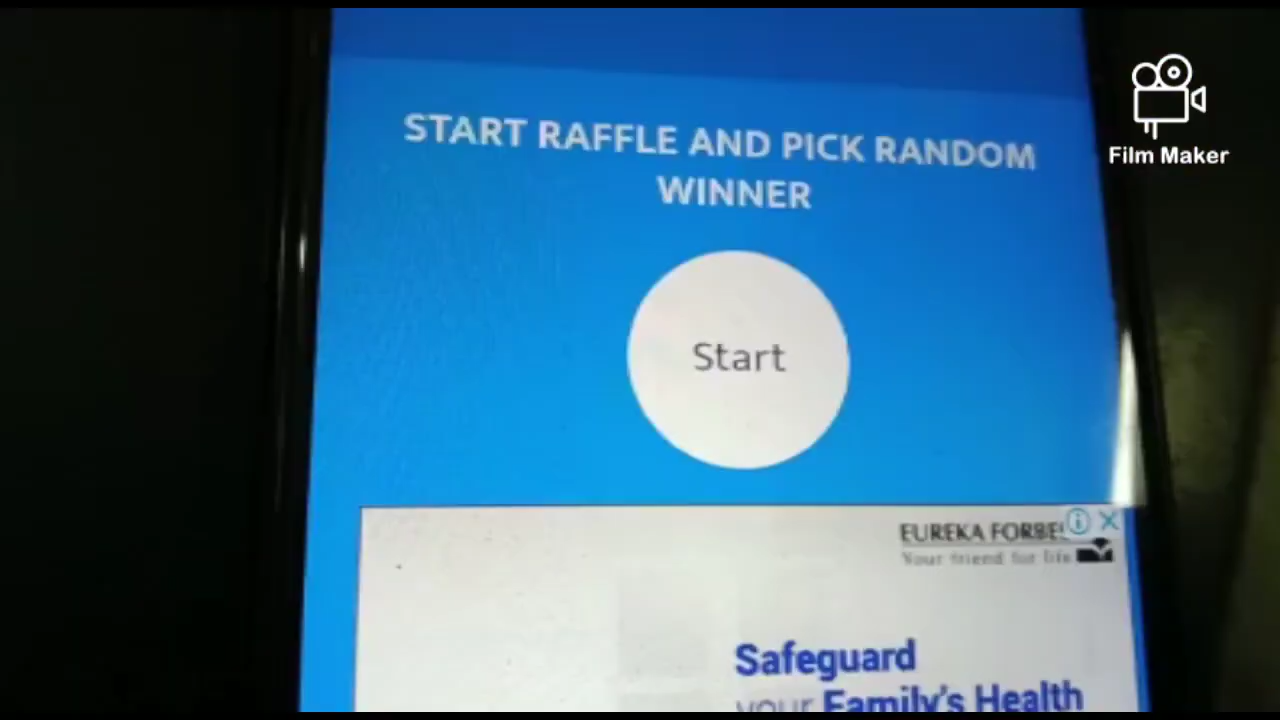 START RAFFLE AND PICK RANDOM
WINNER
Film Maker
Start
EUREKA FORBES
Your friend for life
Safeguard
your Family's Health